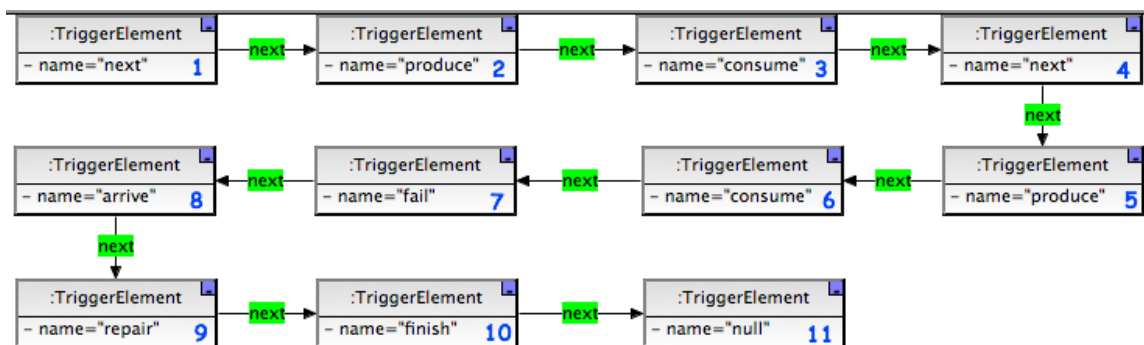 :TriggerElement next :TriggerElement next :TriggerElement next :TriggerElement
– name="next" 1 – name="produce" 2 – name="consume" 3 – name="next" 4
next
:TriggerElement next :TriggerElement next :TriggerElement next :TriggerElement
– name="arrive" 8 – name="fail" 7 – name="consume" 6 – name="produce" 5
next
:TriggerElement next :TriggerElement next :TriggerElement
– name="repair" 9 – name="finish" 10 – name="null" 11